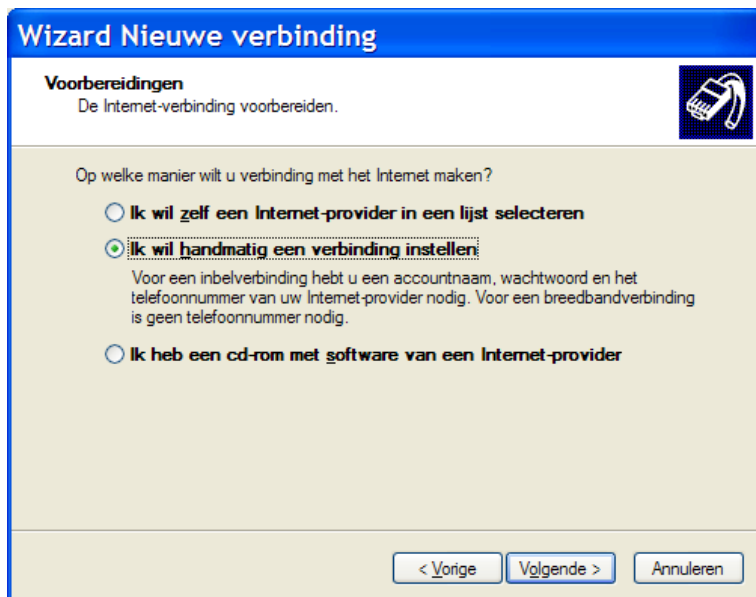 Wizard Nieuwe verbinding
Voorbereidingen
De Internet-verbinding voorbereiden.
Op welke manier wilt u verbinding met het Internet maken?
Ik wil zelf een Internet-provider in een lijst selecteren
Ik wil handmatig een verbinding instellen
Voor een inbelverbinding hebt u een accountnaam, wachtwoord en het
telefoonnummer van uw Internet-provider nodig. Voor een breedbandverbinding
is geen telefoonnummer nodig.
Ik heb een cd-rom met software van een Internet-provider
< Vorige
Volgende >
Annuleren